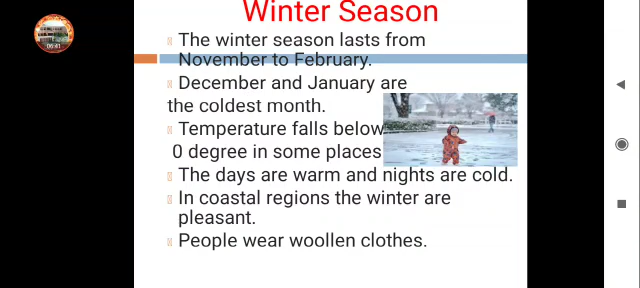 Winter Season
The winter season lasts from
November to February.
December and January are
the coldest month.
Temperature falls below
0 degree in some places
The days are warm and nights are cold.
In coastal regions the winter are
pleasant.
People wear woollen clothes.
06:41